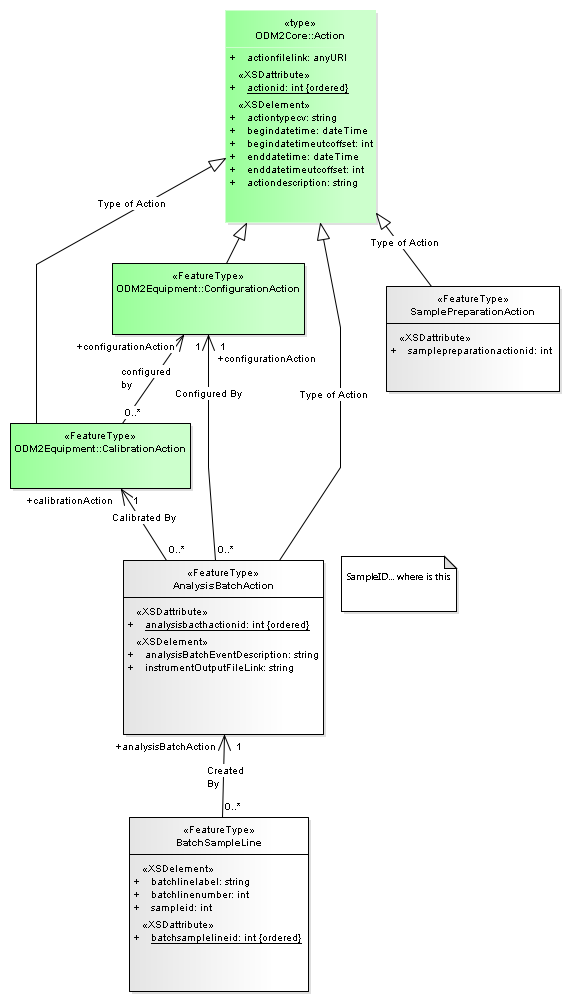 «type»
ODM2Core::Action
+ actionfilelink: anyURI
«XSDattribute»
+ actionid: int {ordered}
«XSDelement»
+ actiontypecv: string
+ begindatetime: dateTime
+ begindatetimeutcoffset: int
+ enddatetime: dateTime
+ enddatetimeutcoffset: int
+ actiondescription: string
Type of Action
Type of Action
«FeatureType»
ODM2Equipment::ConfigurationAction
«FeatureType»
SamplePreparationAction
«XSDattribute»
+ samplepreparationactionid: int
+configurationAction
1
1
+configurationAction
configured
by
Configured By
Type of Action
0..*
«FeatureType»
ODM2Equipment::CalibrationAction
+calibrationAction
1
Calibrated By
0..*
0..*
«FeatureType»
AnalysisBatchAction
«XSDattribute»
+ analysisbacthactionid: int {ordered}
«XSDelement»
+ analysisBatchEventDescription: string
+ instrumentOutputFileLink: string
SampleID... where is this
+analysisBatchAction
1
Created
By
0..*
«FeatureType»
BatchSampleLine
«XSDelement»
+ batchlinelabel: string
+ batchlinenumber: int
+ sampleid: int
«XSDattribute»
+ batchsamplelineid: int {ordered}